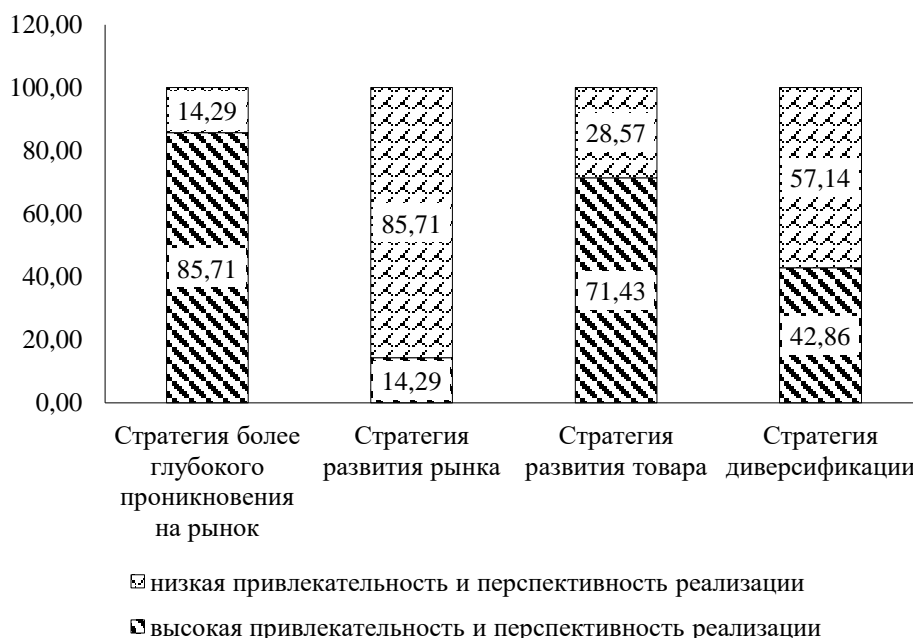 120,00
100,00
80,00
60,00
40,00
20,00
0,00
14,29
85,71
85,71
14,29
28,57
71,43
57,14
42,86
Стратегия более
глубокого
проникновения
на рынок
Стратегия
развития рынка
Стратегия
развития товара
Стратегия
диверсификации
низкая привлекательность и перспективность реализации
высокая привлекательность и перспективность реализации